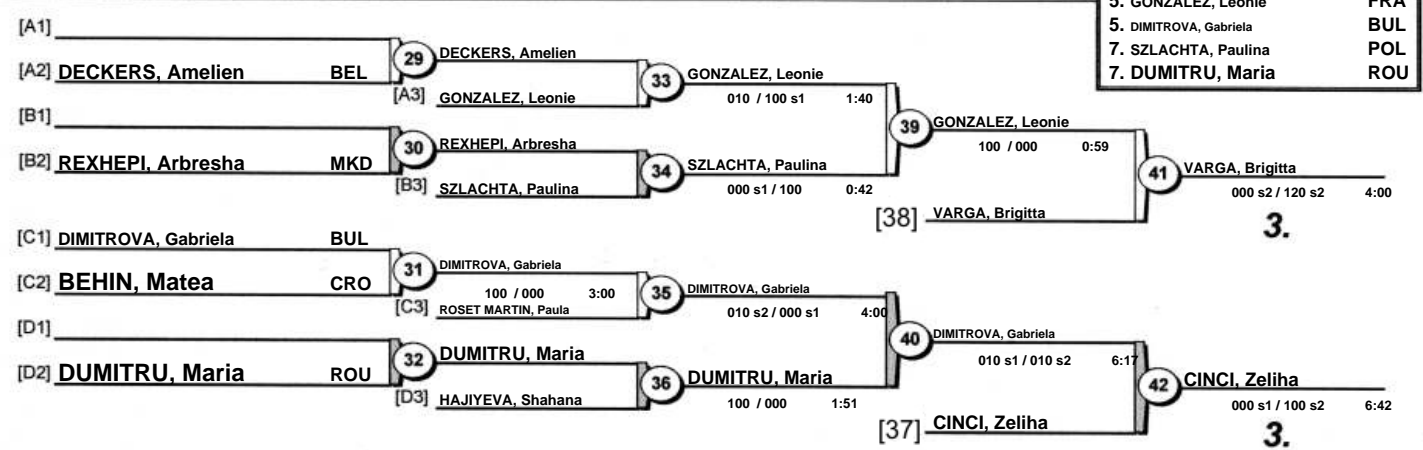 5. GONZALEZ, Leonie FRA
5. DIMITROVA, Gabriela BUL
7. SZLACHTA, Paulina POL
7. DUMITRU, Maria ROU
[A1]
[A2] DECKERS, Amelien BEL
29
DECKERS, Amelien
[A3] GONZALEZ, Leonie
33
GONZALEZ, Leonie
010 / 100 s1 1:40
[B1]
[B2] REXHEPI, Arbresha MKD
30
REXHEPI, Arbresha
[B3] SZLACHTA, Paulina
34
SZLACHTA, Paulina
000 s1 / 100 0:42
39
GONZALEZ, Leonie
100 / 000 0:59
[38] VARGA, Brigitta
41
VARGA, Brigitta
000 s2 / 120 s2 4:00
3.
[C1] DIMITROVA, Gabriela BUL
[C2] BEHIN, Matea CRO
31
DIMITROVA, Gabriela
100 / 000 3:00
[C3] ROSET MARTIN, Paula
35
DIMITROVA, Gabriela
010 s2 / 000 s1 4:00
[D1]
[D2] DUMITRU, Maria ROU
32
DUMITRU, Maria
[D3] HAJIYEVA, Shahana
36
DUMITRU, Maria
100 / 000 1:51
40
DIMITROVA, Gabriela
010 s1 / 010 s2 6:17
[37] CINCI, Zeliha
42
CINCI, Zeliha
000 s1 / 100 s2 6:42
3.